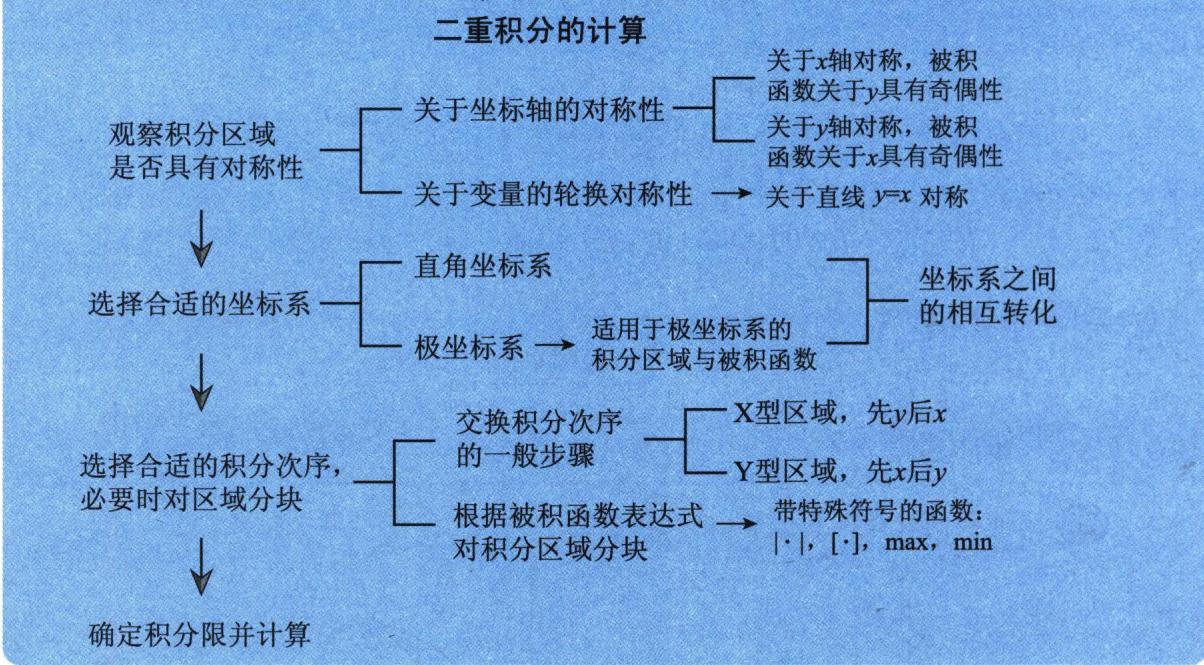 二重积分的计算
观察积分区域
是否具有对称性
关于坐标轴的对称性
关于x轴对称，被积
函数关于y具有奇偶性
关于y轴对称，被积
函数关于x具有奇偶性
关于变量的轮换对称性
关于直线 y=x 对称
选择合适的坐标系
直角坐标系
极坐标系
适用于极坐标系的
积分区域与被积函数
坐标系之间
的相互转化
选择合适的积分次序，
必要时对区域分块
交换积分次序
的一般步骤
X型区域，先y后x
Y型区域，先x后y
根据被积函数表达式
对积分区域分块
带特殊符号的函数：
|·|，[·]，max，min
确定积分限并计算